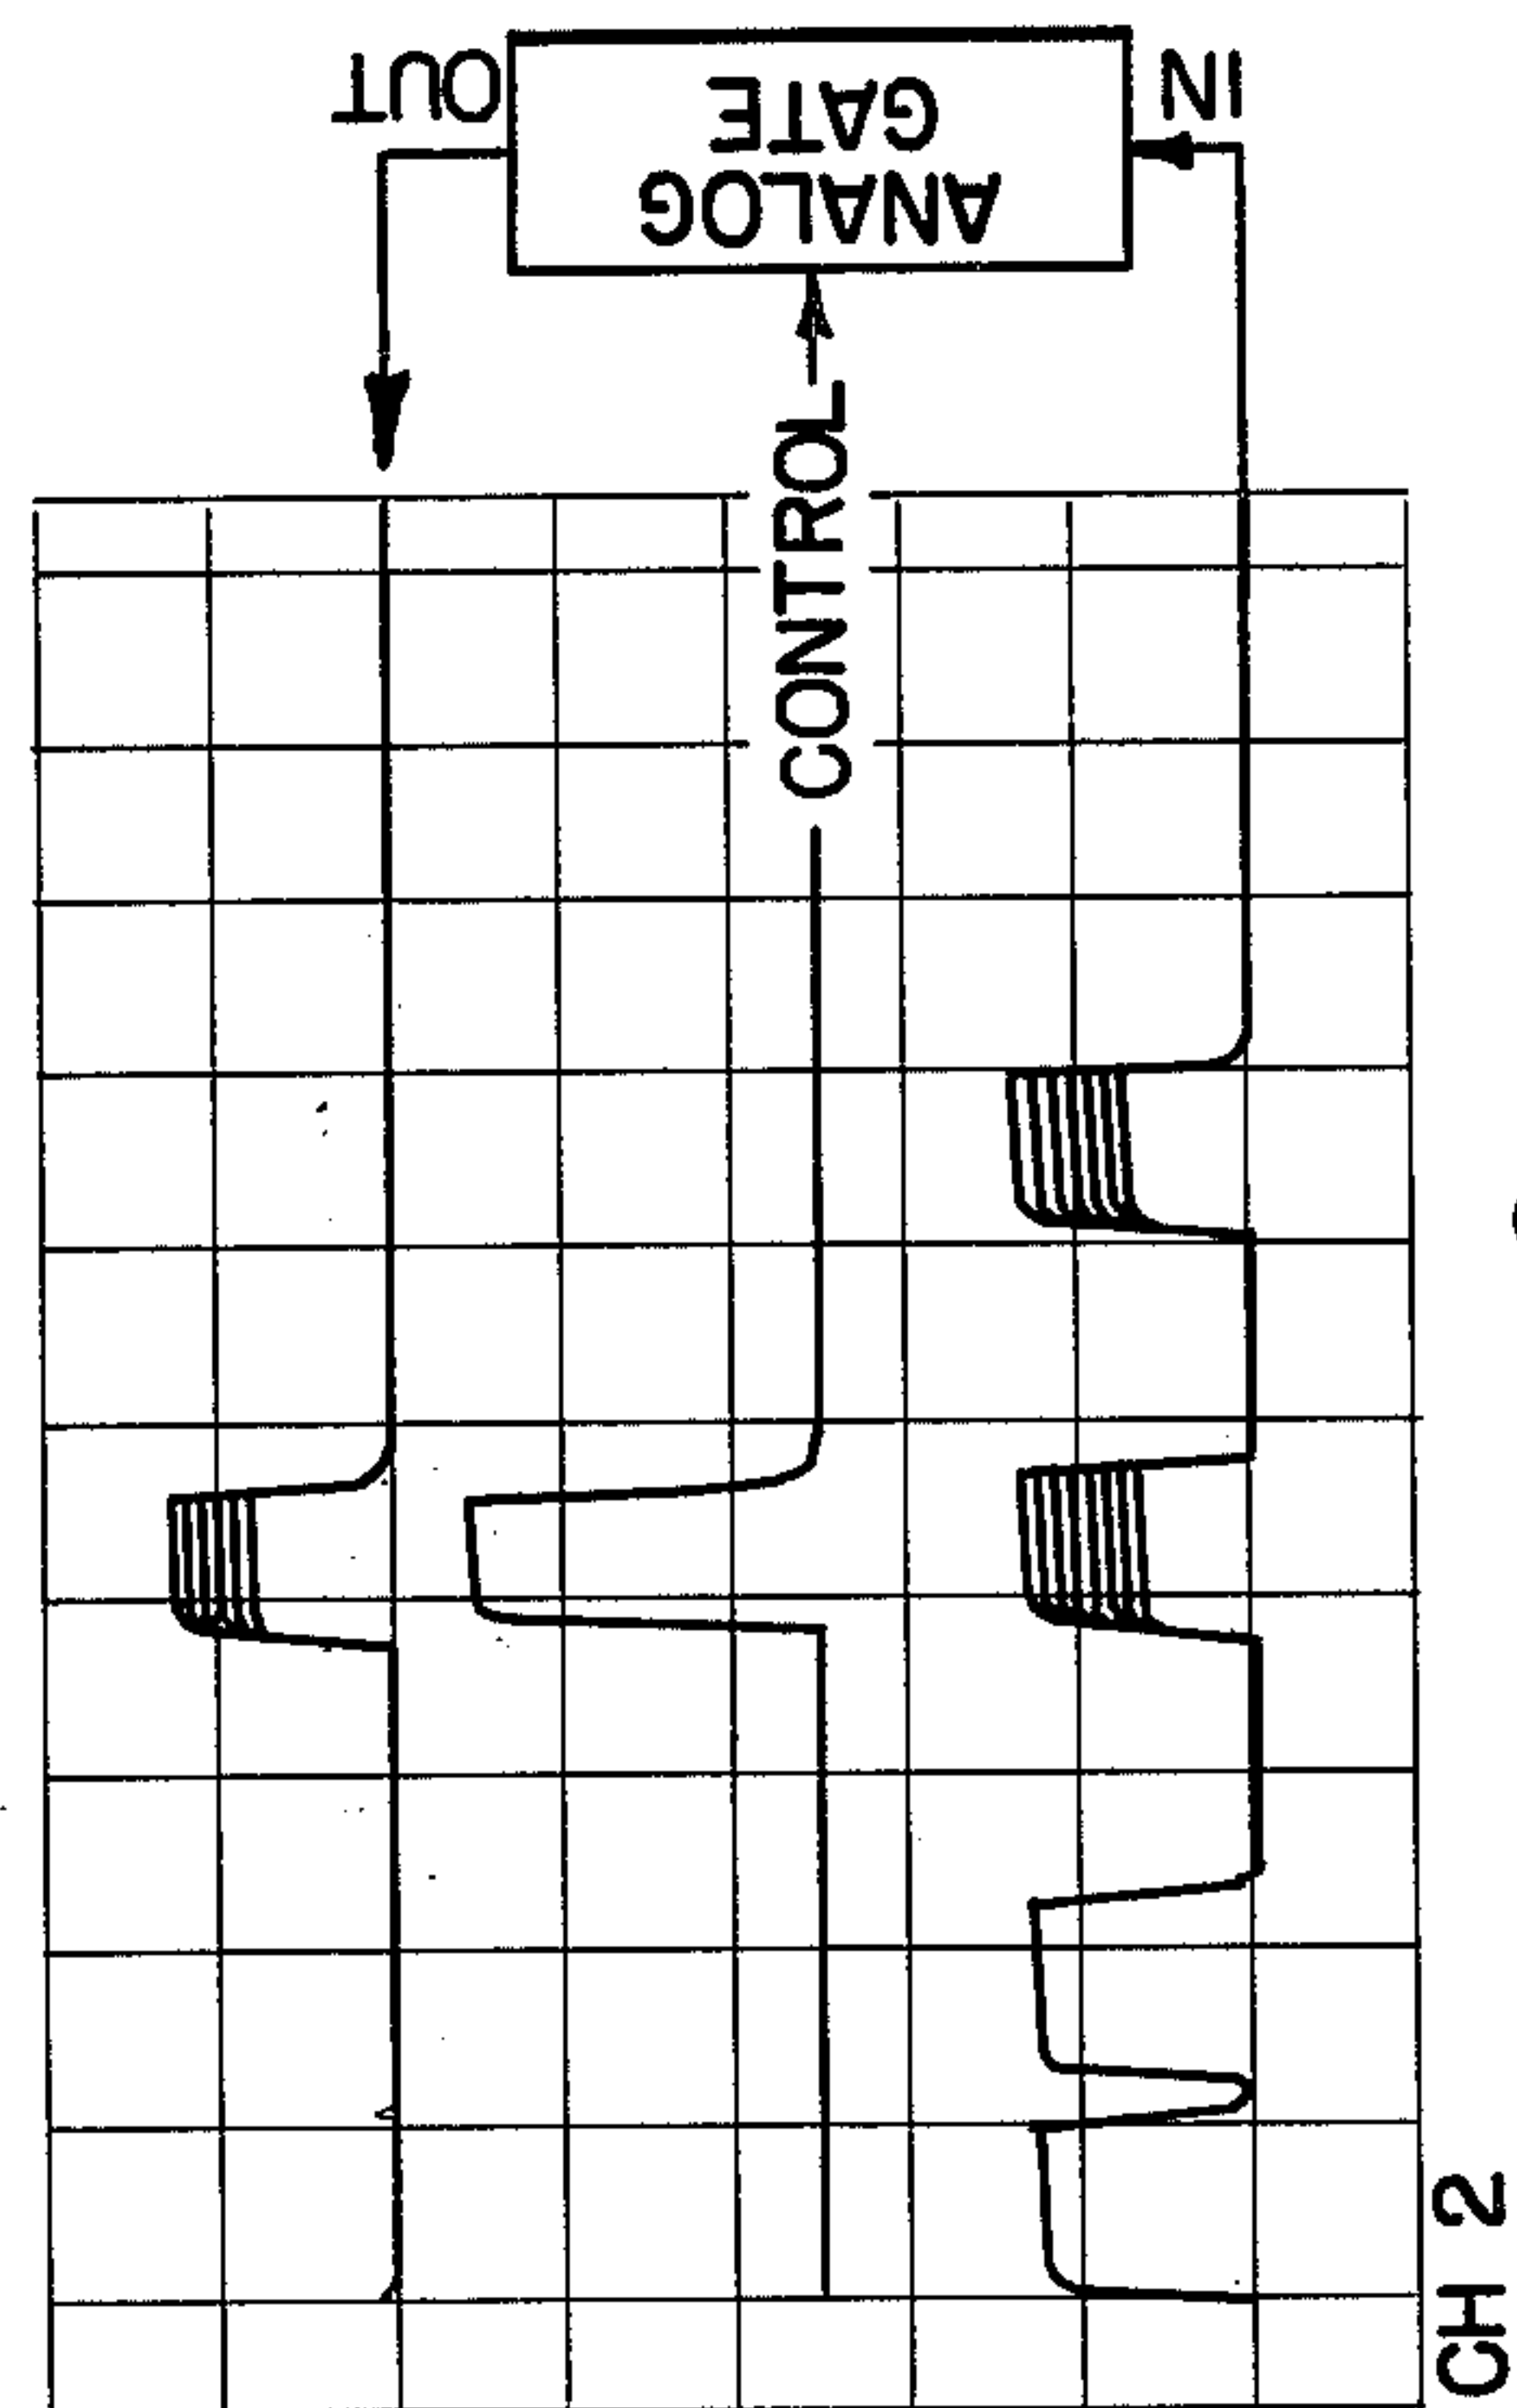 OUT
ANALOG
GATE
IN
CONTROL
CH 2